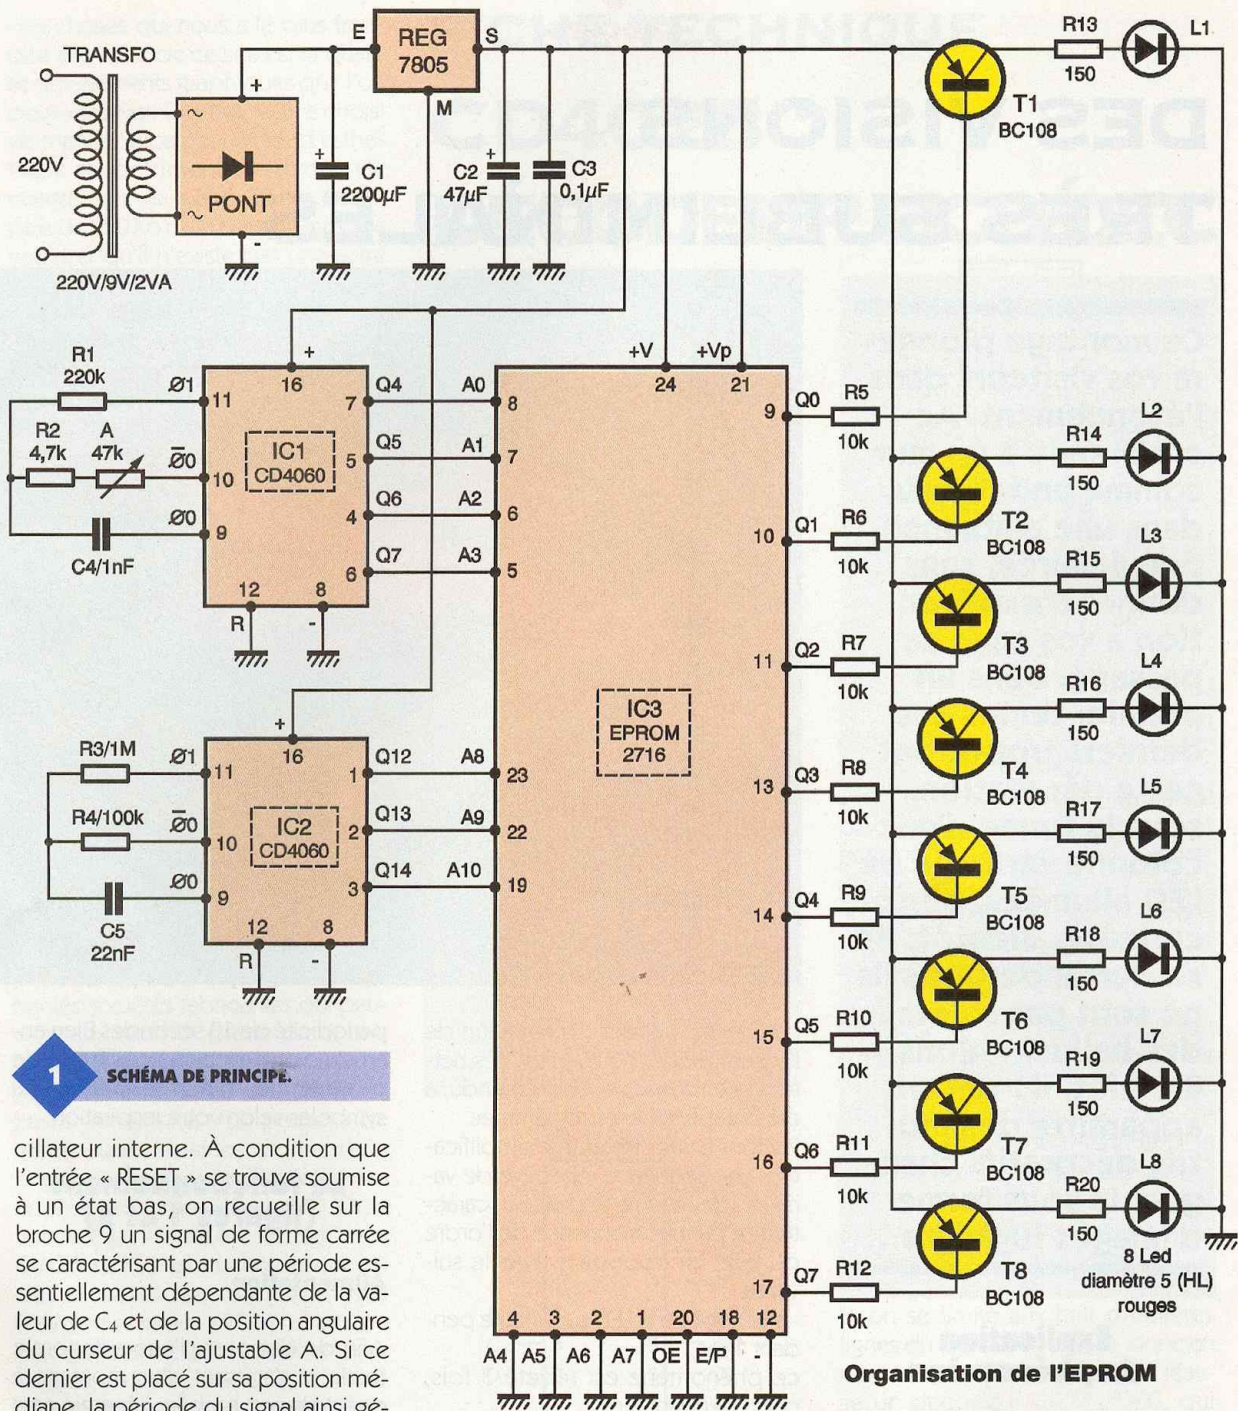 TRANSFO
220V
+
~
~
PONT
-
220V/9V/2VA
E
REG
7805
S
M
+
C1
2200µF
+
C2
47µF
C3
0,1µF
R13
150
L1
T1
BC108
R1
220k
R2
4,7k
A
47k
C4/1nF
Ø1
Ø̅0
Ø0
11
10
9
+
16
IC1
CD4060
12
R
8
-
7
5
4
6
Q4
Q5
Q6
Q7
A0
A1
A2
A3
8
7
6
5
R3/1M
R4/100k
C5
22nF
Ø1
Ø̅0
Ø0
11
10
9
+
16
IC2
CD4060
12
R
8
-
1
2
3
Q12
Q13
Q14
A8
A9
A10
23
22
19
+V
24
+Vp
21
IC3
EPROM
2716
9
Q0
R5
10k
10
Q1
R6
10k
11
Q2
R7
10k
13
Q3
R8
10k
14
Q4
R9
10k
15
Q5
R10
10k
16
Q6
R11
10k
17
Q7
R12
10k
4
3
2
1
20
18
12
A4
A5
A6
A7
O̅E̅
E/P
-
R14
150
L2
T2
BC108
R15
150
L3
T3
BC108
R16
150
L4
T4
BC108
R17
150
L5
T5
BC108
R18
150
L6
T6
BC108
R19
150
L7
T7
BC108
R20
150
L8
T8
BC108
8 Led
diamètre 5 (HL)
rouges
1 SCHÉMA DE PRINCIPE.
cillateur interne. À condition que
l'entrée « RESET » se trouve soumise
à un état bas, on recueille sur la
broche 9 un signal de forme carrée
se caractérisant par une période es-
sentiellement dépendante de la va-
leur de C₄ et de la position angulaire
du curseur de l'ajustable A. Si ce
dernier est placé sur sa position mé-
diane, la période du signal ainsi gé-
Organisation de l'EPROM